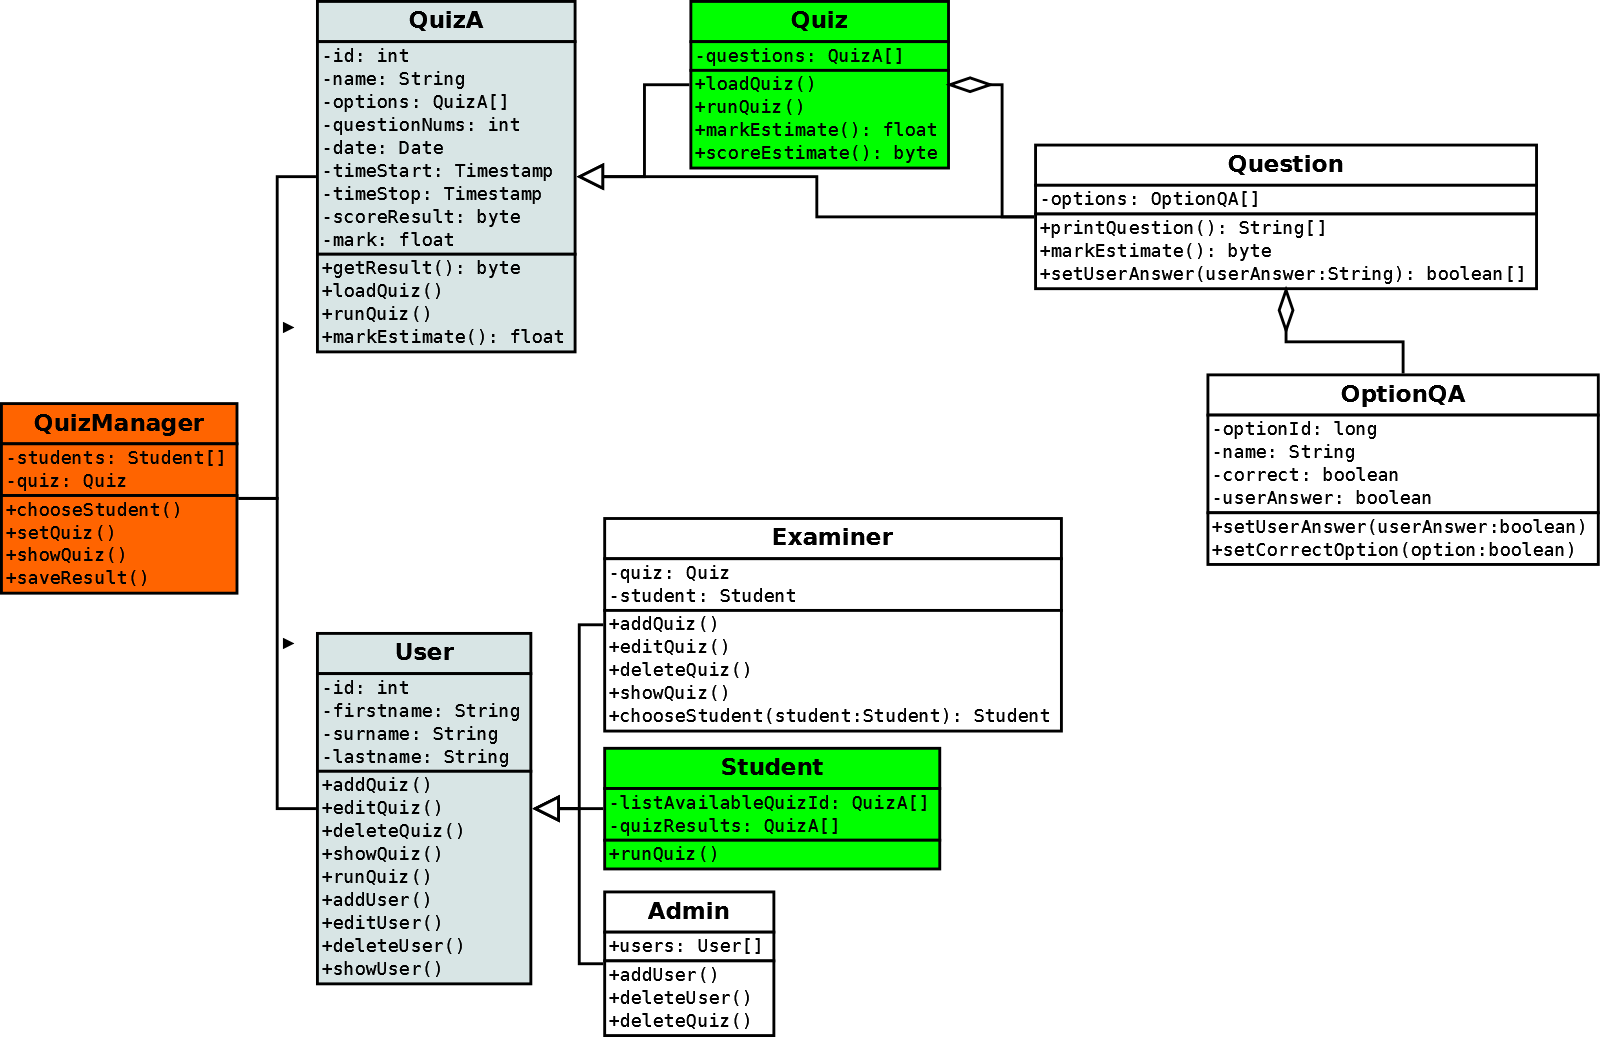 QuizA
-id: int
-name: String
-options: QuizA[]
-questionNums: int
-date: Date
-timeStart: Timestamp
-timeStop: Timestamp
-scoreResult: byte
-mark: float
+getResult(): byte
+loadQuiz()
+runQuiz()
+markEstimate(): float
Quiz
-questions: QuizA[]
+loadQuiz()
+runQuiz()
+markEstimate(): float
+scoreEstimate(): byte
Question
-options: OptionQA[]
+printQuestion(): String[]
+markEstimate(): byte
+setUserAnswer(userAnswer:String): boolean[]
OptionQA
-optionId: long
-name: String
-correct: boolean
-userAnswer: boolean
+setUserAnswer(userAnswer:boolean)
+setCorrectOption(option:boolean)
QuizManager
-students: Student[]
-quiz: Quiz
+chooseStudent()
+setQuiz()
+showQuiz()
+saveResult()
Examiner
-quiz: Quiz
-student: Student
+addQuiz()
+editQuiz()
+deleteQuiz()
+showQuiz()
+chooseStudent(student:Student): Student
User
-id: int
-firstname: String
-surname: String
-lastname: String
+addQuiz()
+editQuiz()
+deleteQuiz()
+showQuiz()
+runQuiz()
+addUser()
+editUser()
+deleteUser()
+showUser()
Student
-listAvailableQuizId: QuizA[]
-quizResults: QuizA[]
+runQuiz()
Admin
+users: User[]
+addUser()
+deleteUser()
+deleteQuiz()